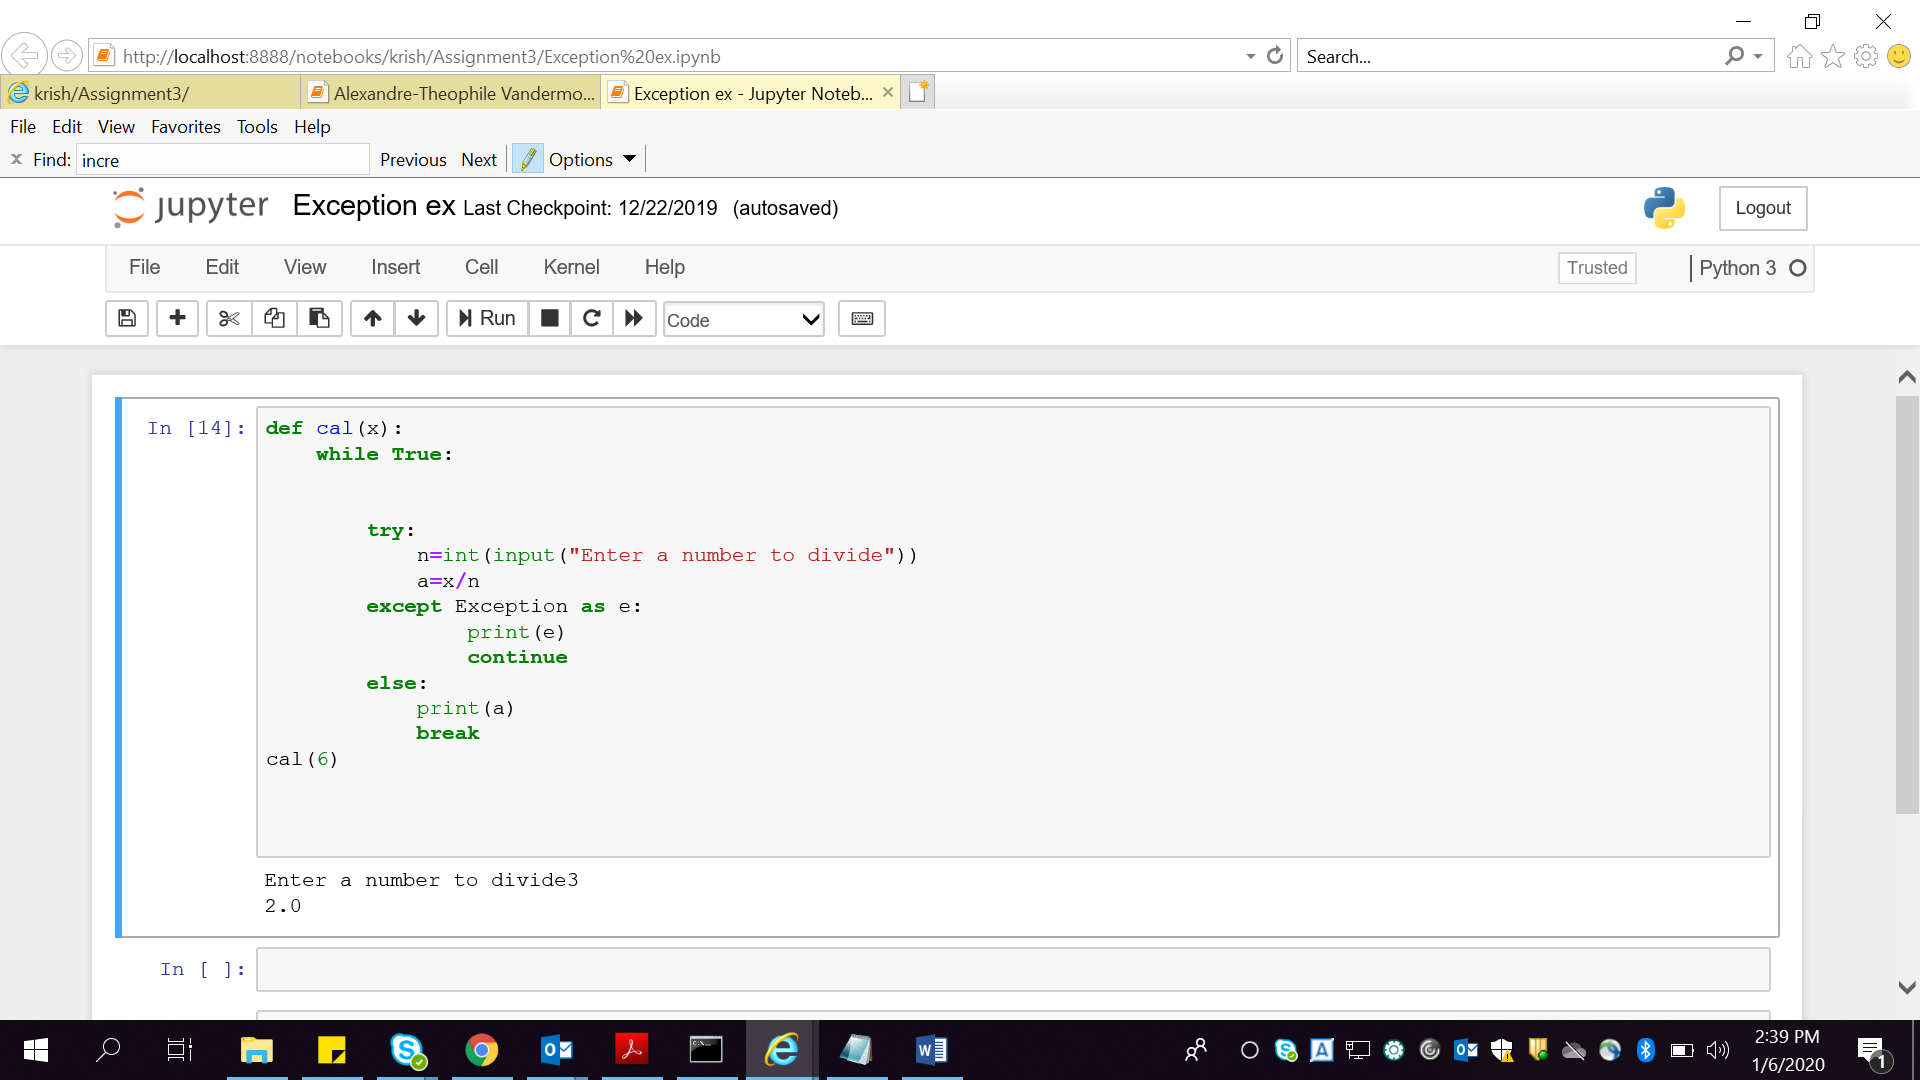 http://localhost:8888/notebooks/krish/Assignment3/Exception%20ex.ipynb
Search...
krish/Assignment3/
Alexandre-Theophile Vandermo...
Exception ex - Jupyter Noteb...
File Edit View Favorites Tools Help
x Find: incre Previous Next Options
jupyter Exception ex Last Checkpoint: 12/22/2019 (autosaved)
Logout
File Edit View Insert Cell Kernel Help
Trusted
Python 3
Run
Code
In [14]:
def cal(x):
    while True:
        try:
            n=int(input("Enter a number to divide"))
            a=x/n
        except Exception as e:
                print(e)
                continue
        else:
            print(a)
            break
cal(6)
Enter a number to divide3
2.0
In [ ]:
2:39 PM
1/6/2020
1